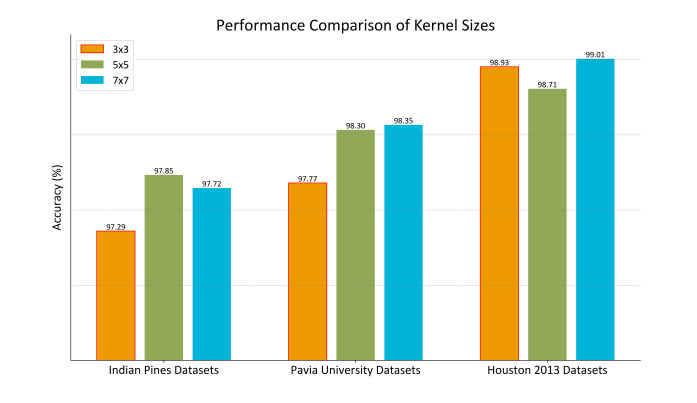 Performance Comparison of Kernel Sizes
3x3
5x5
7x7
Accuracy (%)
97.29
97.85
97.72
97.77
98.30
98.35
98.93
98.71
99.01
Indian Pines Datasets
Pavia University Datasets
Houston 2013 Datasets